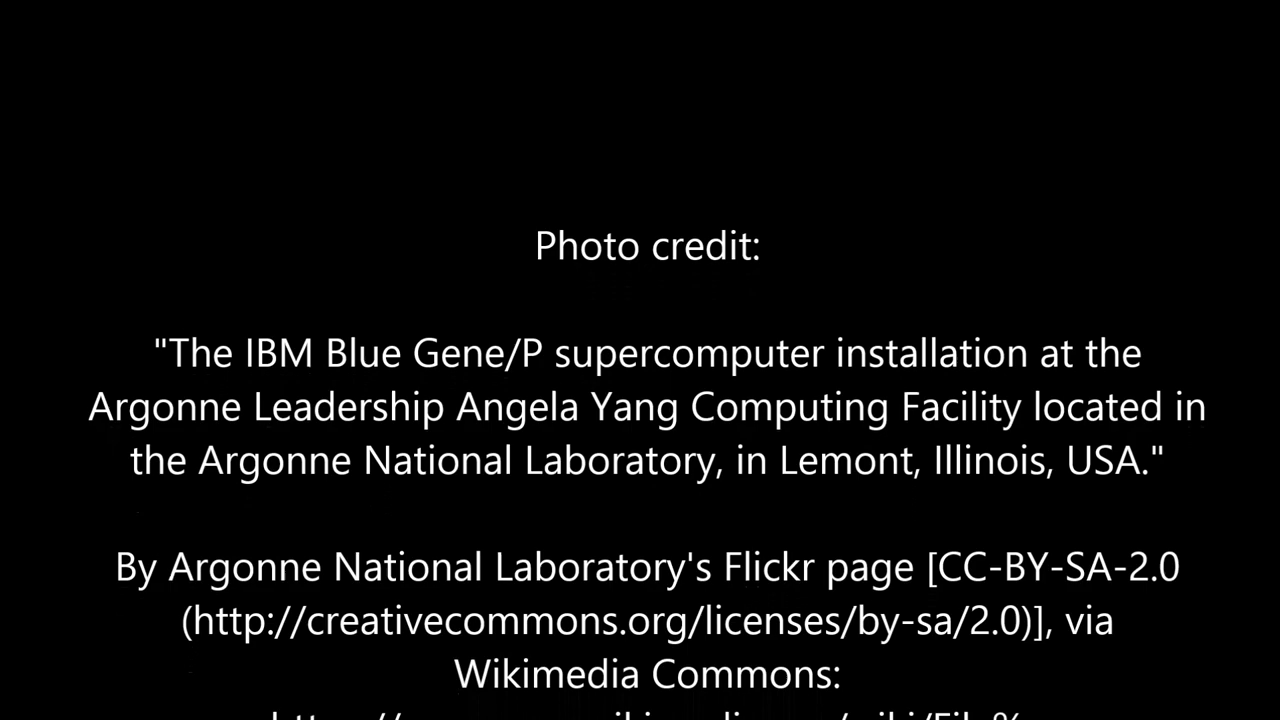 Photo credit:
"The IBM Blue Gene/P supercomputer installation at the
Argonne Leadership Angela Yang Computing Facility located in
the Argonne National Laboratory, in Lemont, Illinois, USA."
By Argonne National Laboratory's Flickr page [CC-BY-SA-2.0
(http://creativecommons.org/licenses/by-sa/2.0)], via
Wikimedia Commons: